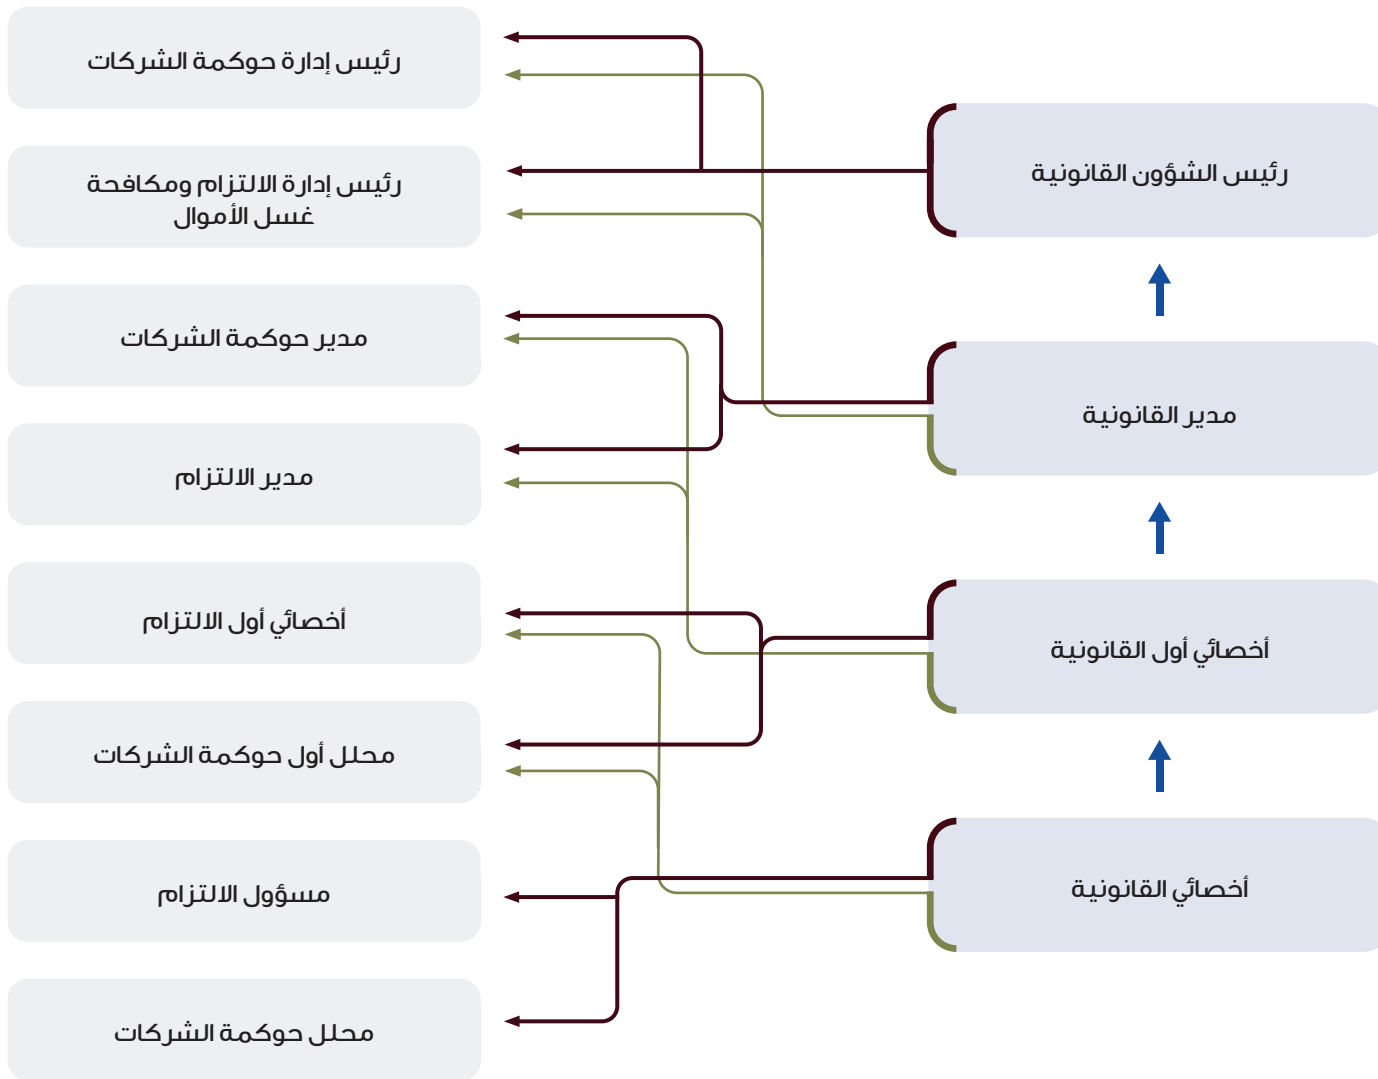 رئيس الشؤون القانونية
مدير القانونية
أخصائي أول القانونية
أخصائي القانونية
رئيس إدارة حوكمة الشركات
رئيس إدارة الالتزام ومكافحة
غسل الأموال
مدير حوكمة الشركات
مدير الالتزام
أخصائي أول الالتزام
محلل أول حوكمة الشركات
مسؤول الالتزام
محلل حوكمة الشركات